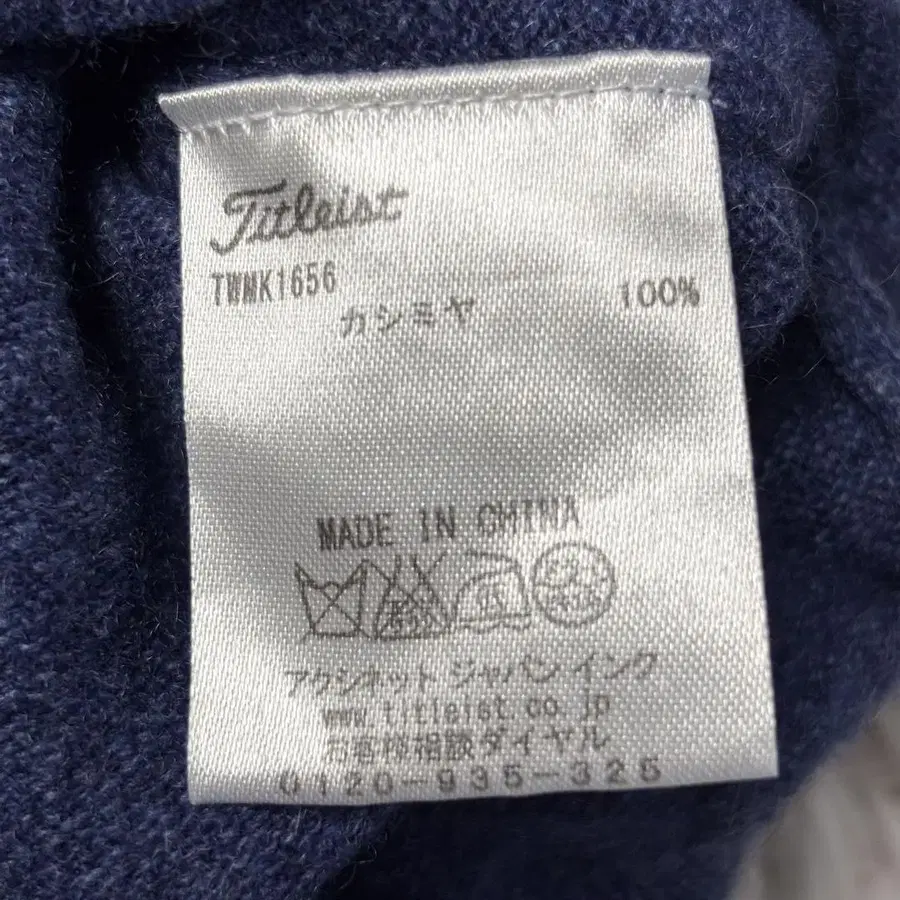 Titleist
TWMK1656
カシミヤ 100%
MADE IN CHINA
アクシネット ジャパン インク
www.titleist.co.jp
お客様相談ダイヤル
0120-935-325